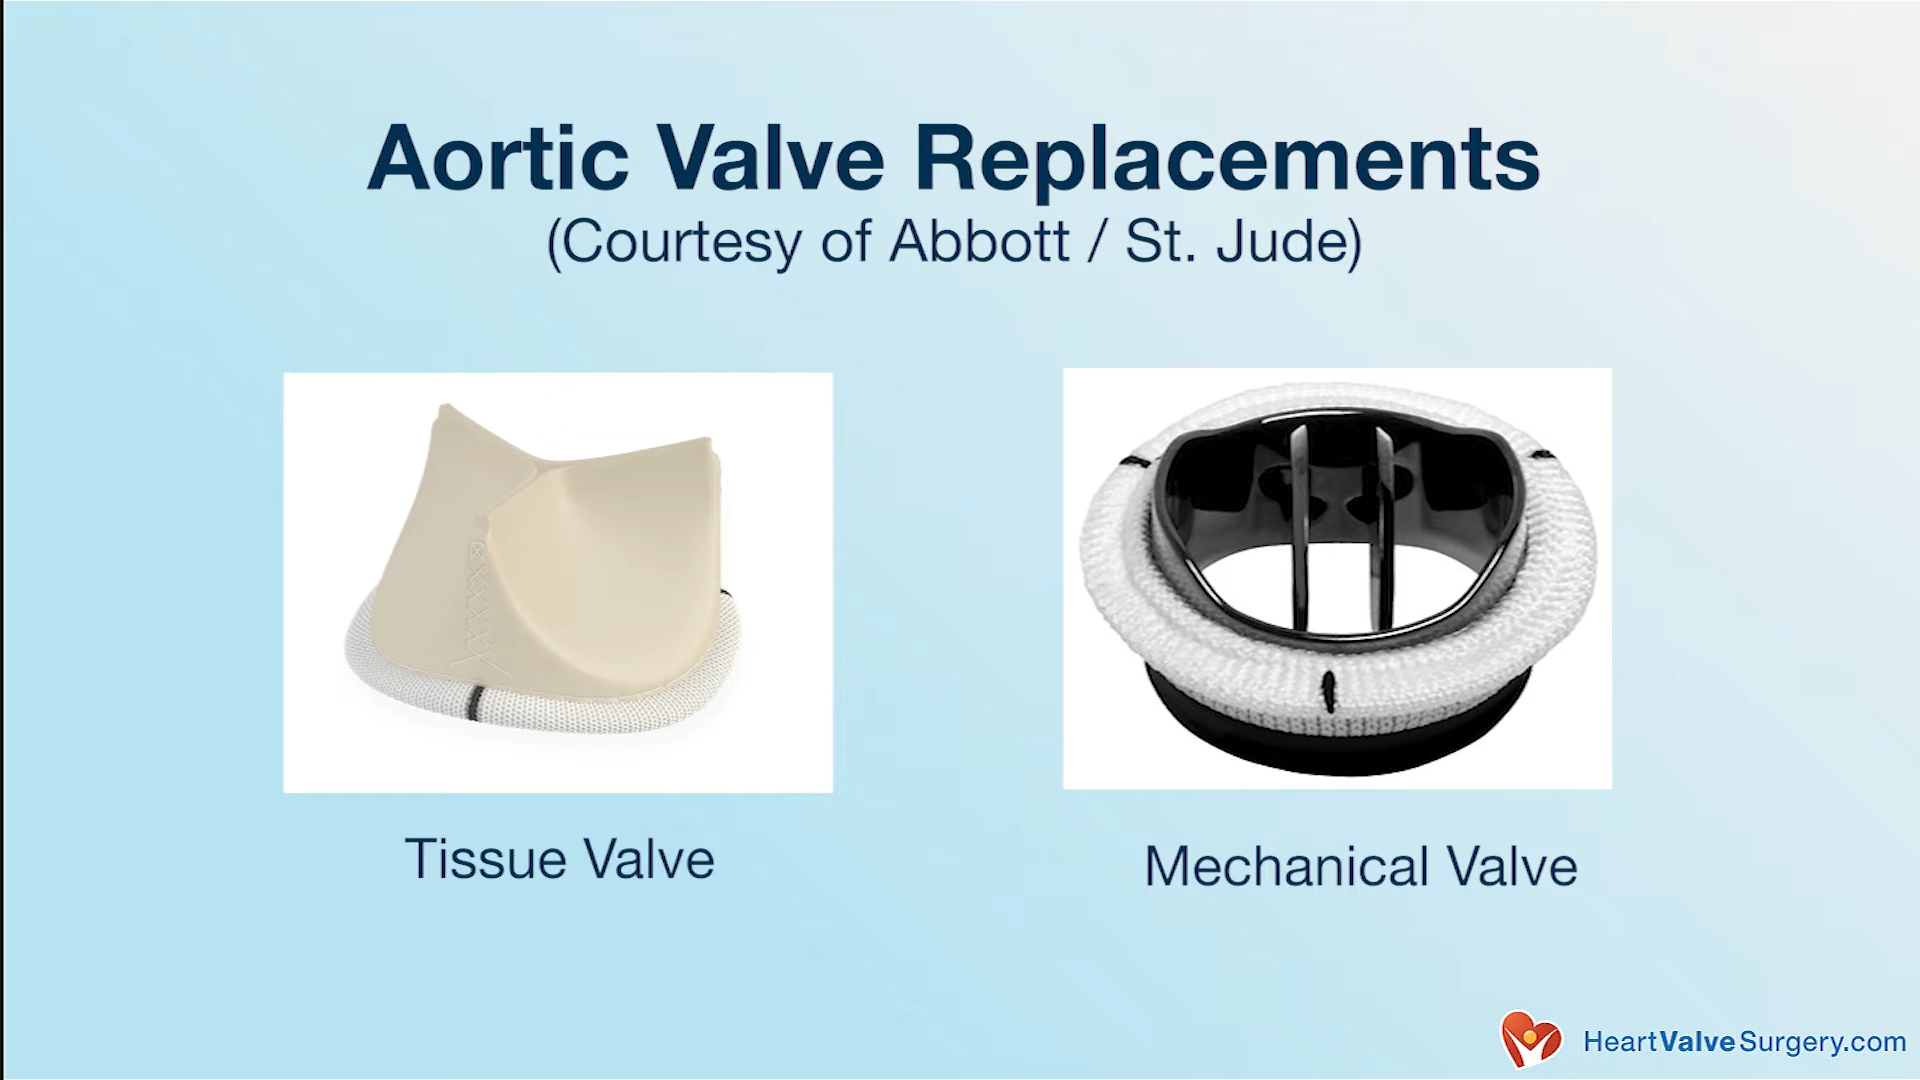 Aortic Valve Replacements
(Courtesy of Abbott / St. Jude)
Tissue Valve
Mechanical Valve
HeartValveSurgery.com